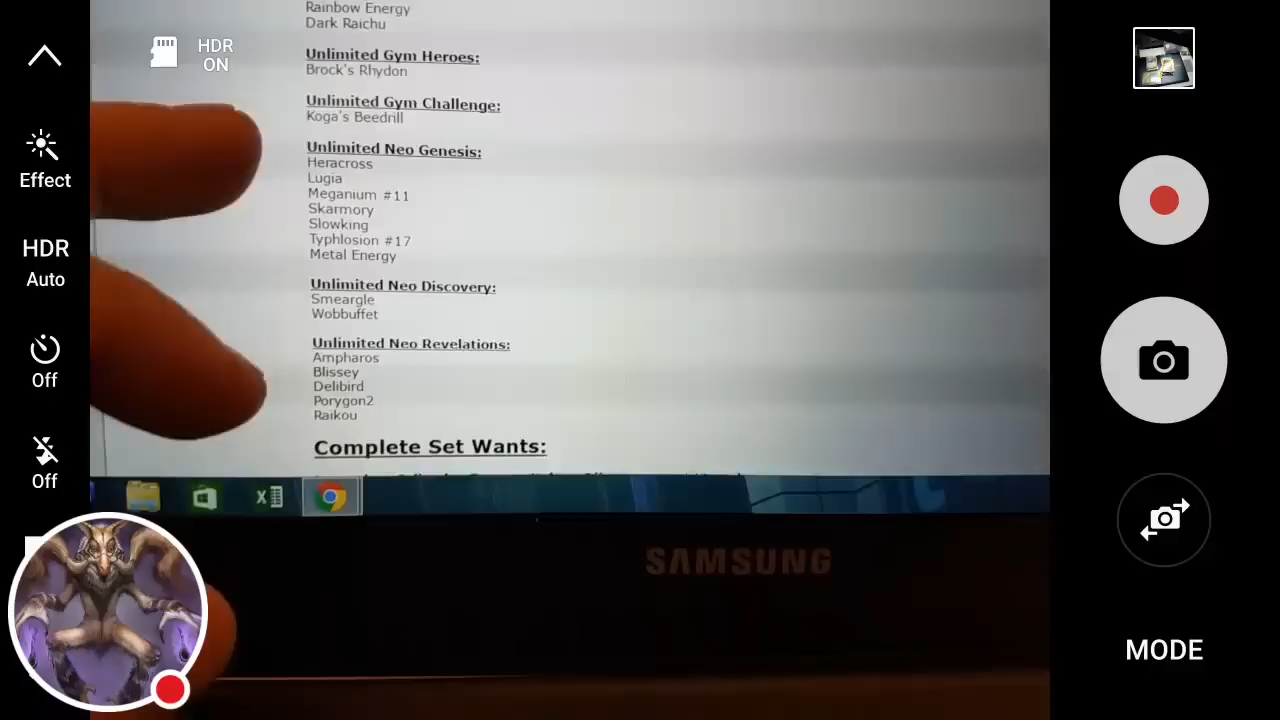 Rainbow Energy
Dark Raichu
HDR
ON
Unlimited Gym Heroes:
Brock's Rhydon
Unlimited Gym Challenge:
Koga's Beedrill
Effect
Unlimited Neo Genesis:
Heracross
Lugia
Meganium #11
Skarmory
Slowking
Typhlosion #17
Metal Energy
HDR
Auto
Unlimited Neo Discovery:
Smeargle
Wobbuffet
Unlimited Neo Revelations:
Ampharos
Blissey
Delibird
Porygon2
Raikou
Off
Complete Set Wants:
Off
SAMSUNG
MODE